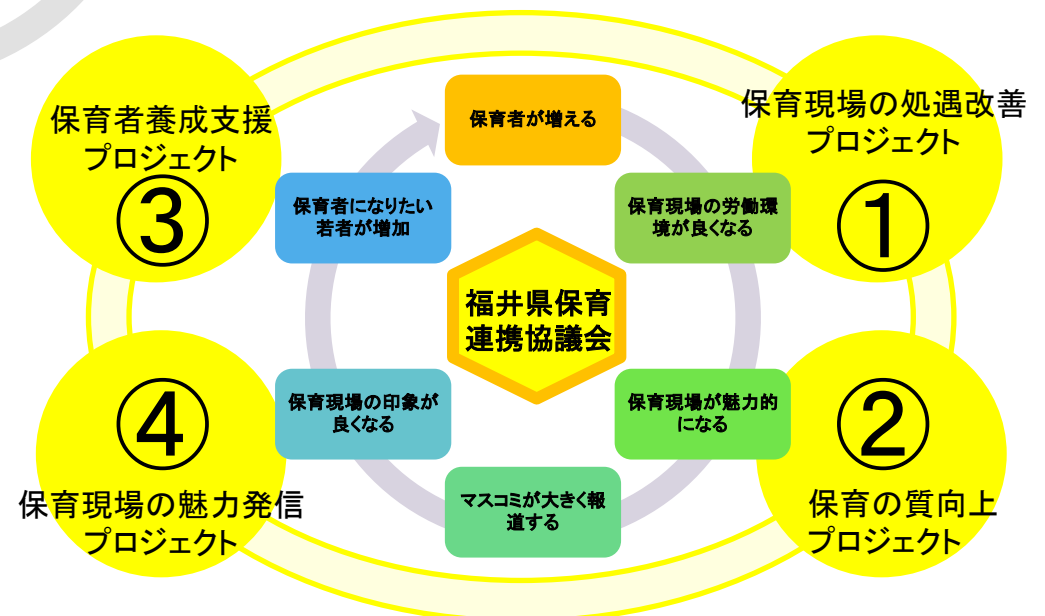 保育者養成支援
プロジェクト
③
保育現場の処遇改善
プロジェクト
①
保育者が増える
保育者になりたい
若者が増加
保育現場の労働環
境が良くなる
福井県保育
連携協議会
保育現場の印象が
良くなる
保育現場が魅力的
になる
マスコミが大きく報
道する
④
保育現場の魅力発信
プロジェクト
②
保育の質向上
プロジェクト